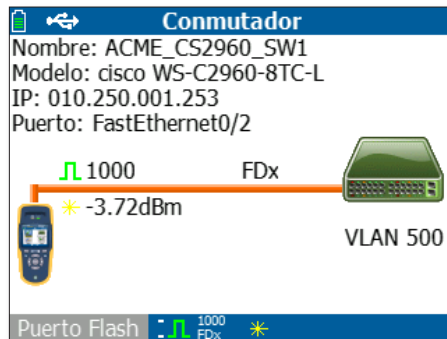 Conmutador
Nombre: ACME_CS2960_SW1
Modelo: cisco WS-C2960-8TC-L
IP: 010.250.001.253
Puerto: FastEthernet0/2
1000 FDx
-3.72dBm
VLAN 500
Puerto Flash 1000
FDx